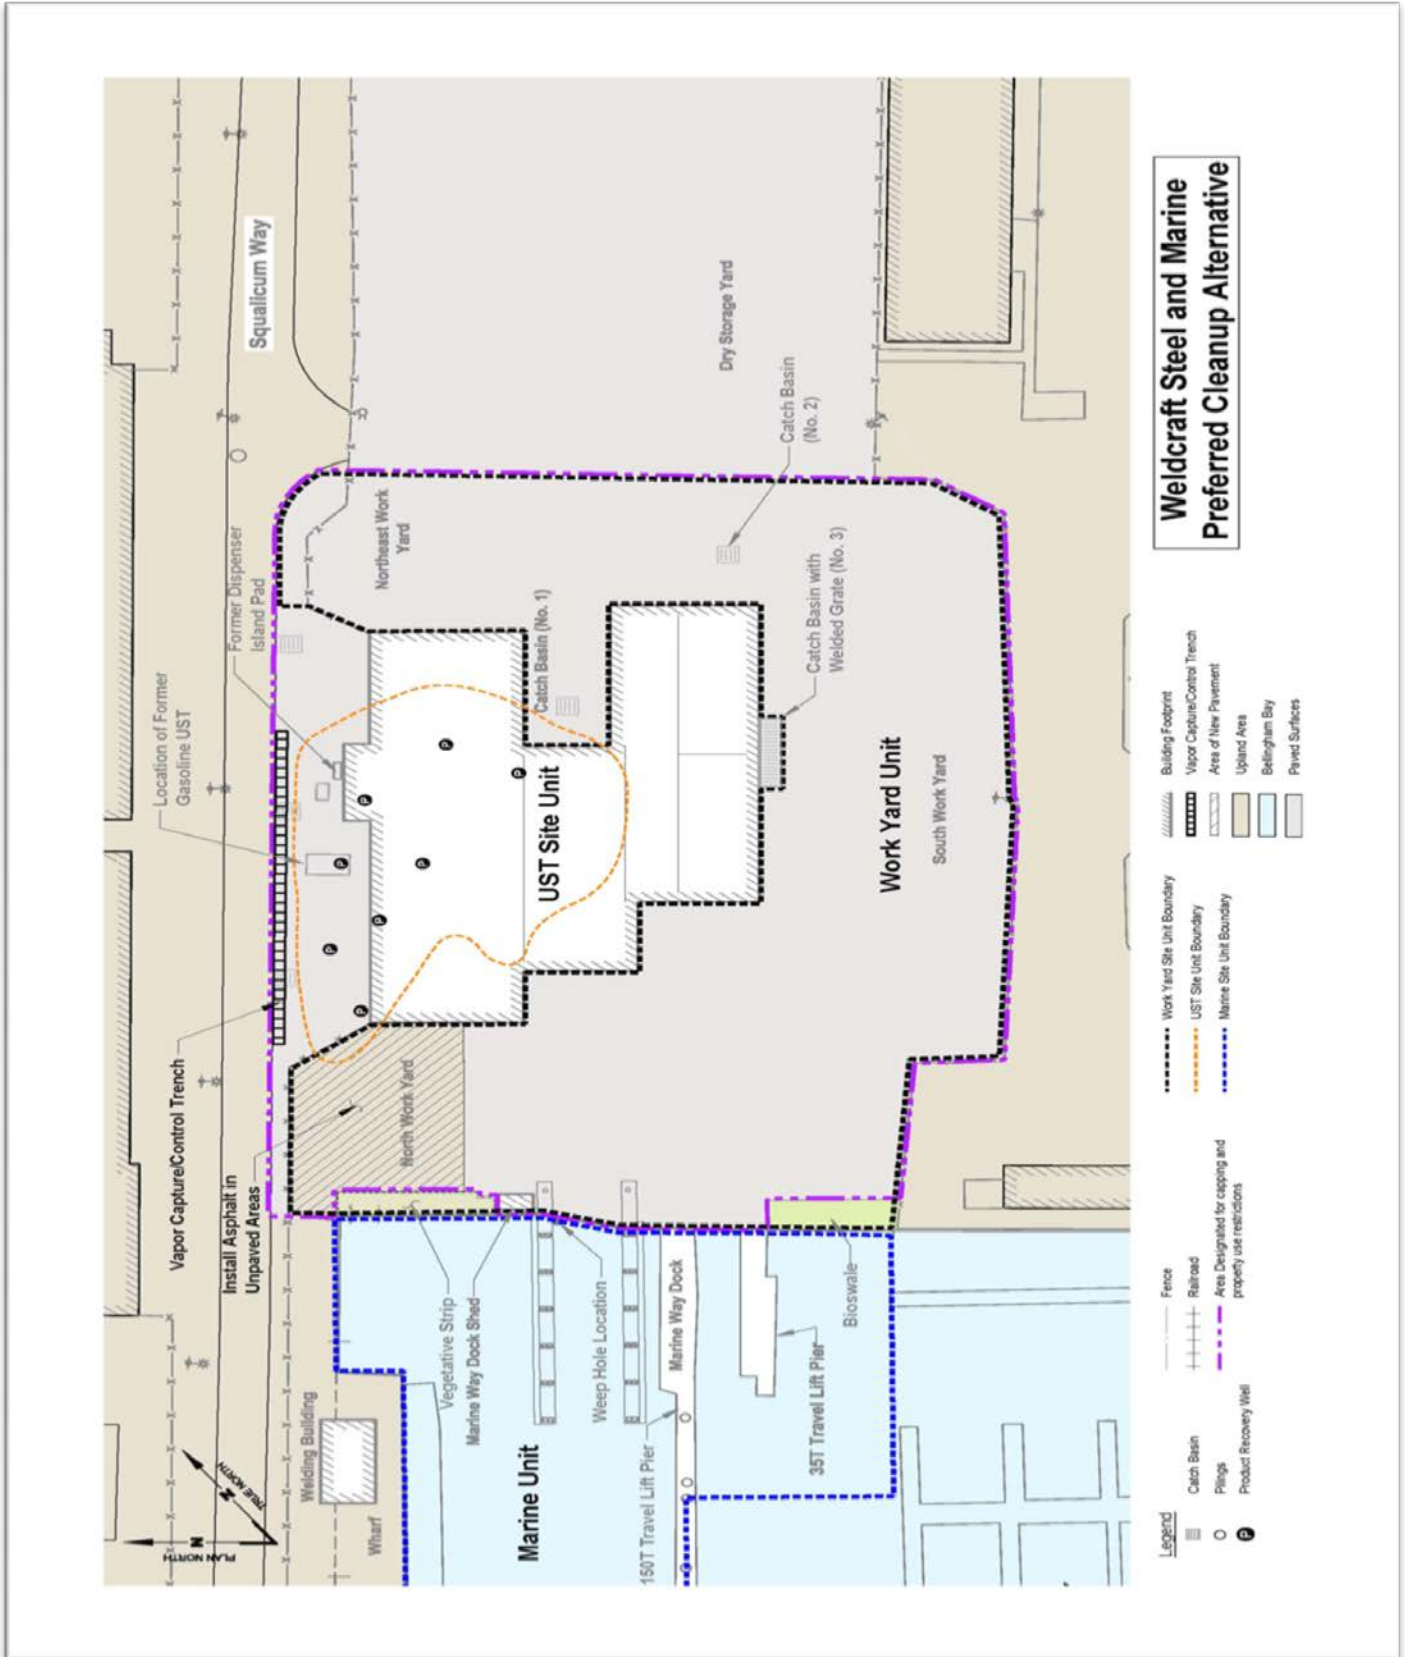 Weldcraft Steel and Marine
Preferred Cleanup Alternative
Squalicum Way
Location of Former
Gasoline UST
Former Dispenser
Island Pad
Vapor Capture/Control Trench
Install Asphalt in
Unpaved Areas
PLAN NORTH
N
TRUE NORTH
N
Welding Building
Wharf
North Work Yard
Northeast Work
Yard
Catch Basin (No. 1)
UST Site Unit
P
P
P
P
P
P
P
P
Vegetative Strip
Marine Way Dock Shed
Marine Unit
Weep Hole Location
150T Travel Lift Pier
Marine Way Dock
35T Travel Lift Pier
Bioswale
Dry Storage Yard
Catch Basin
(No. 2)
Catch Basin with
Welded Grate (No. 3)
Work Yard Unit
South Work Yard
Legend
Catch Basin
Pilings
P
Product Recovery Well
Fence
Railroad
Area Designated for capping and
property use restrictions
Work Yard Site Unit Boundary
UST Site Unit Boundary
Marine Site Unit Boundary
Building Footprint
Vapor Capture/Control Trench
Area of New Pavement
Upland Area
Bellingham Bay
Paved Surfaces